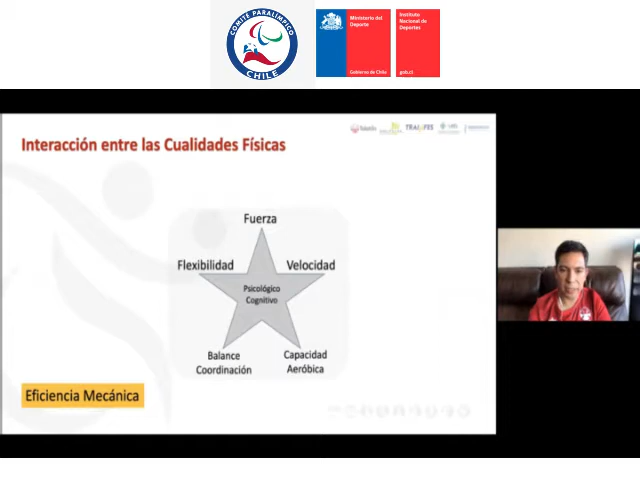 COMITÉ PARALÍMPICO
CHILE
Ministerio del
Deporte
Gobierno de Chile
Instituto
Nacional de
Deportes
gob.cl
Interacción entre las Cualidades Físicas
Fuerza
Flexibilidad
Velocidad
Psicológico
Cognitivo
Balance
Coordinación
Capacidad
Aeróbica
Eficiencia Mecánica